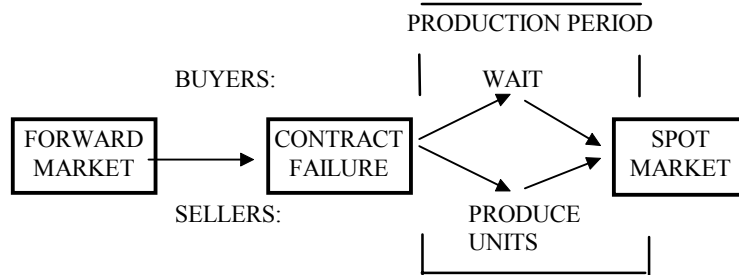 PRODUCTION PERIOD
BUYERS:
WAIT
FORWARD
MARKET
CONTRACT
FAILURE
SPOT
MARKET
SELLERS:
PRODUCE
UNITS